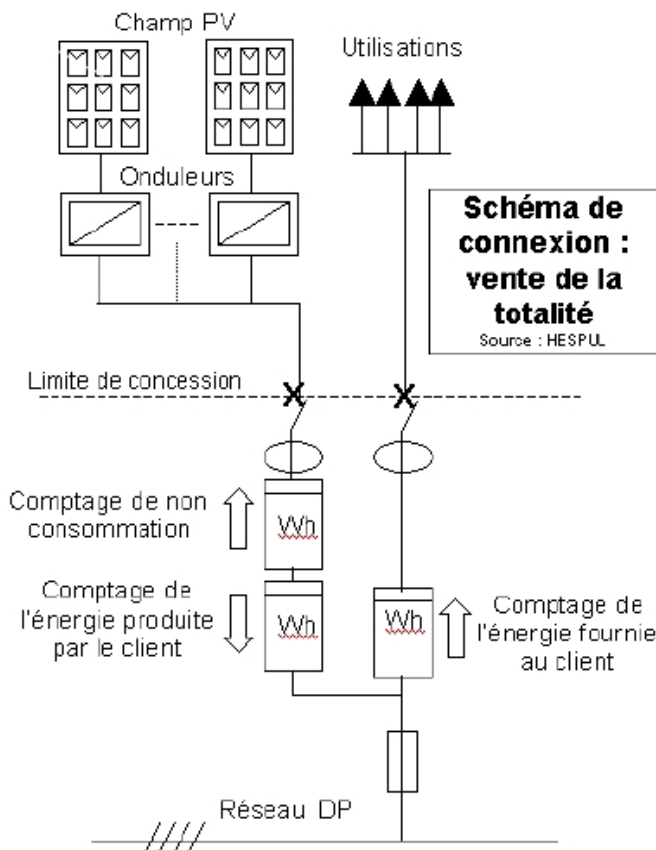 Champ PV
Utilisations
Onduleurs
Schéma de
connexion :
vente de la
totalité
Source : HESPUL
Limite de concession
Comptage de non
consommation
Wh
Comptage de
l'énergie produite
par le client
Wh
Wh
Comptage de
l'énergie fournie
au client
Réseau DP